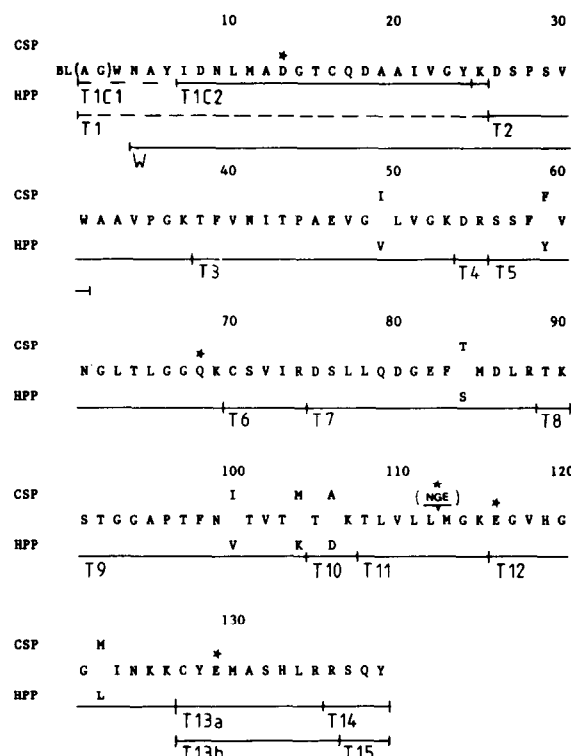 10 20 30
CSP *
BL(A G)W N A Y I D N L M A D G T C Q D A A I V G Y K D S P S V
HPP T1C1 T1C2
T1 T2
W
40 50 60
CSP I F
W A A V P G K T F V N I T P A E V G L V G K D R S S F V
HPP V Y
T3 T4 T5
70 80 90
CSP * T
N G L T L G G Q K C S V I R D S L L Q D G E F M D L R T K
HPP S
T6 T7 T8
100 110 120
CSP I M A (NGE) * *
S T G G A P T F N T V T T K T L V L L M G K E G V H G
HPP V K D
T9 T10 T11 T12
130
CSP M *
G I N K K C Y E M A S H L R R S Q Y
HPP L
T13a T14
T13b T15